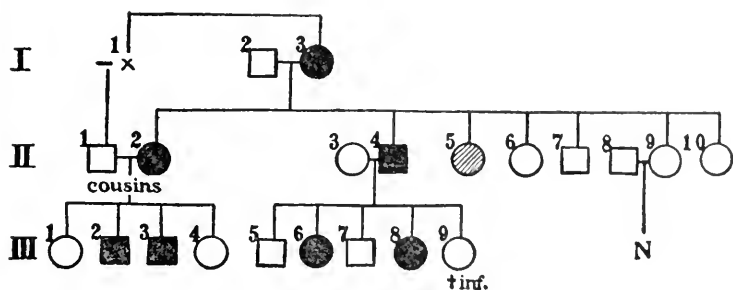 I 1 x 2 3
II 1 2 3 4 5 6 7 8 9 10
cousins
III 1 2 3 4 5 6 7 8 9 N
† inf.